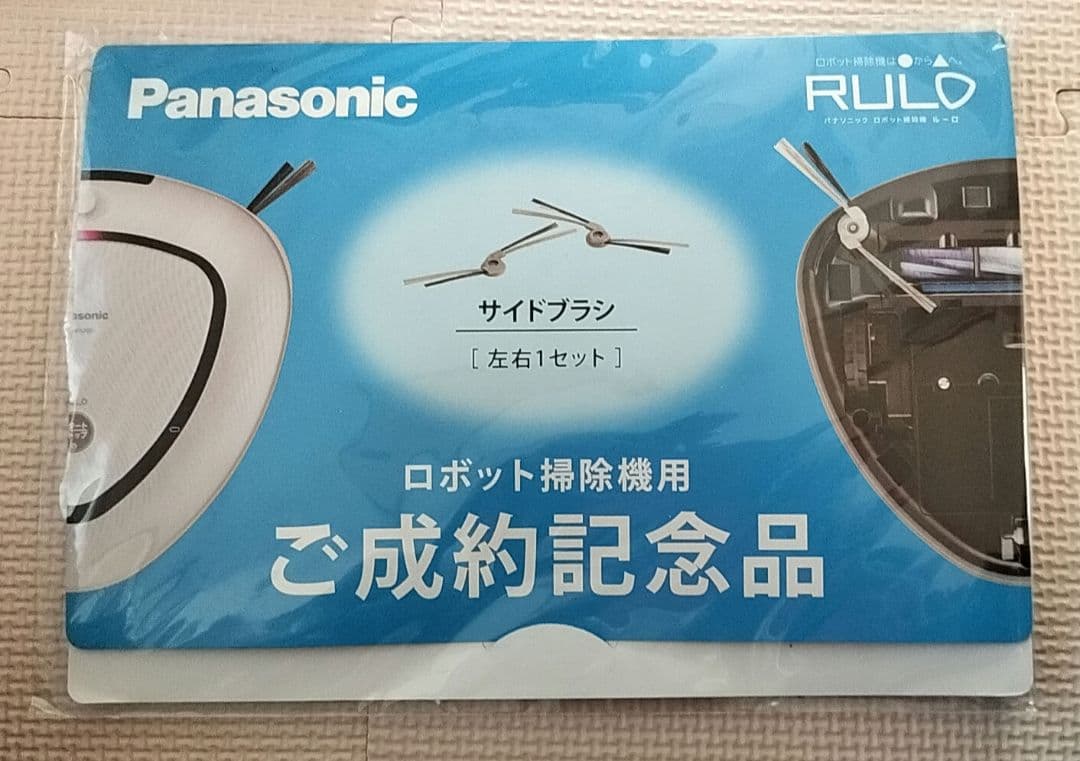 Panasonic
ロボット掃除機は●から▲へ。
RULO
パナソニック ロボット掃除機 ルーロ
サイドブラシ
[ 左右1セット ]
asonic
ロボット掃除機用
ご成約記念品